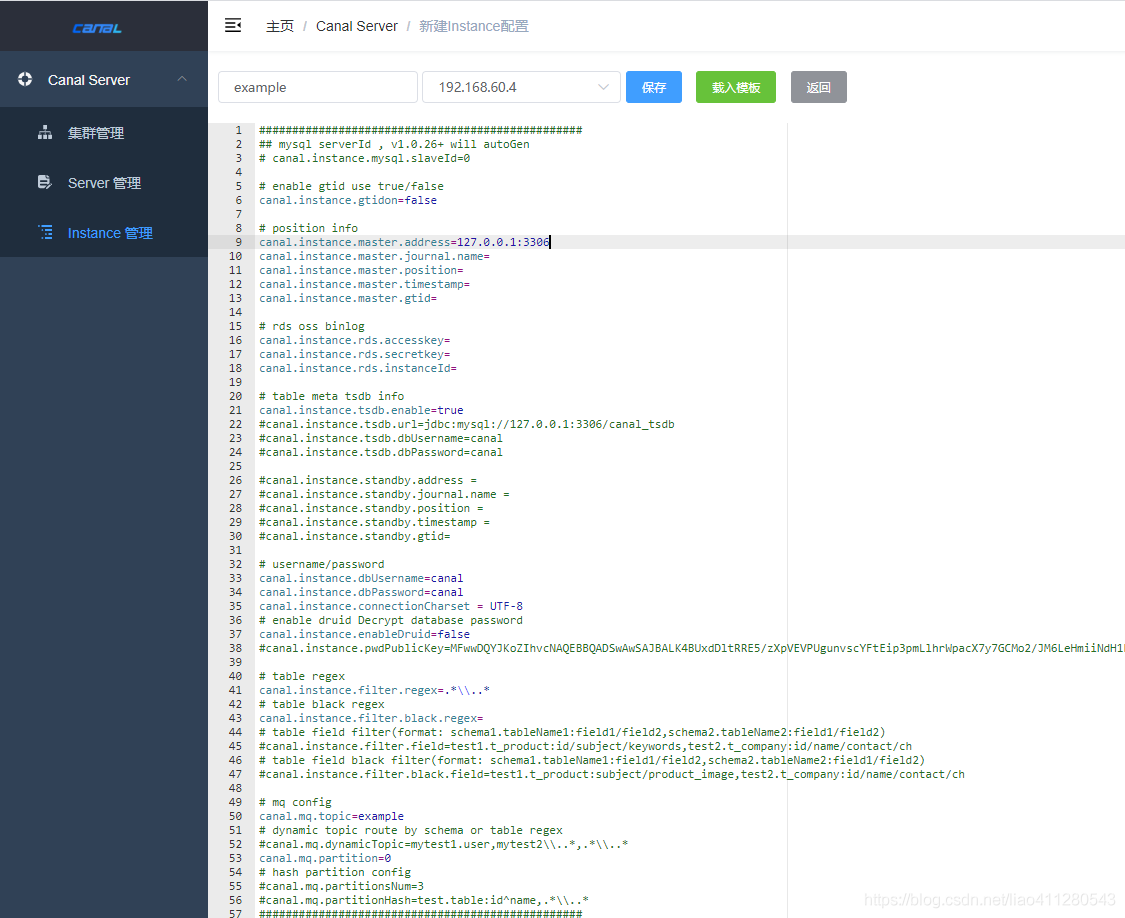 canal
主页 / Canal Server / 新建Instance配置
Canal Server
集群管理
Server 管理
Instance 管理
example
192.168.60.4
保存
载入模板
返回
1 #################################################
2 ## mysql serverId , v1.0.26+ will autoGen
3 # canal.instance.mysql.slaveId=0
4
5 # enable gtid use true/false
6 canal.instance.gtidon=false
7
8 # position info
9 canal.instance.master.address=127.0.0.1:3306
10 canal.instance.master.journal.name=
11 canal.instance.master.position=
12 canal.instance.master.timestamp=
13 canal.instance.master.gtid=
14
15 # rds oss binlog
16 canal.instance.rds.accesskey=
17 canal.instance.rds.secretkey=
18 canal.instance.rds.instanceId=
19
20 # table meta tsdb info
21 canal.instance.tsdb.enable=true
22 #canal.instance.tsdb.url=jdbc:mysql://127.0.0.1:3306/canal_tsdb
23 #canal.instance.tsdb.dbUsername=canal
24 #canal.instance.tsdb.dbPassword=canal
25
26 #canal.instance.standby.address =
27 #canal.instance.standby.journal.name =
28 #canal.instance.standby.position =
29 #canal.instance.standby.timestamp =
30 #canal.instance.standby.gtid=
31
32 # username/password
33 canal.instance.dbUsername=canal
34 canal.instance.dbPassword=canal
35 canal.instance.connectionCharset = UTF-8
36 # enable druid Decrypt database password
37 canal.instance.enableDruid=false
38 #canal.instance.pwdPublicKey=MFwwDQYJKoZIhvcNAQEBBQADSwAwSAJBALK4BUxdDltRRE5/zXpVEVPUgunvscYFtEip3pmLlhrWpacX7y7GCMo2/JM6LeHmiiNdH1
39
40 # table regex
41 canal.instance.filter.regex=.*\\..*
42 # table black regex
43 canal.instance.filter.black.regex=
44 # table field filter(format: schema1.tableName1:field1/field2,schema2.tableName2:field1/field2)
45 #canal.instance.filter.field=test1.t_product:id/subject/keywords,test2.t_company:id/name/contact/ch
46 # table field black filter(format: schema1.tableName1:field1/field2,schema2.tableName2:field1/field2)
47 #canal.instance.filter.black.field=test1.t_product:subject/product_image,test2.t_company:id/name/contact/ch
48
49 # mq config
50 canal.mq.topic=example
51 # dynamic topic route by schema or table regex
52 #canal.mq.dynamicTopic=mytest1.user,mytest2\\..*,.*\\..*
53 canal.mq.partition=0
54 # hash partition config
55 #canal.mq.partitionsNum=3
56 #canal.mq.partitionHash=test.table:id^name,.*\\..*
57 #################################################
https://blog.csdn.net/liao411280543